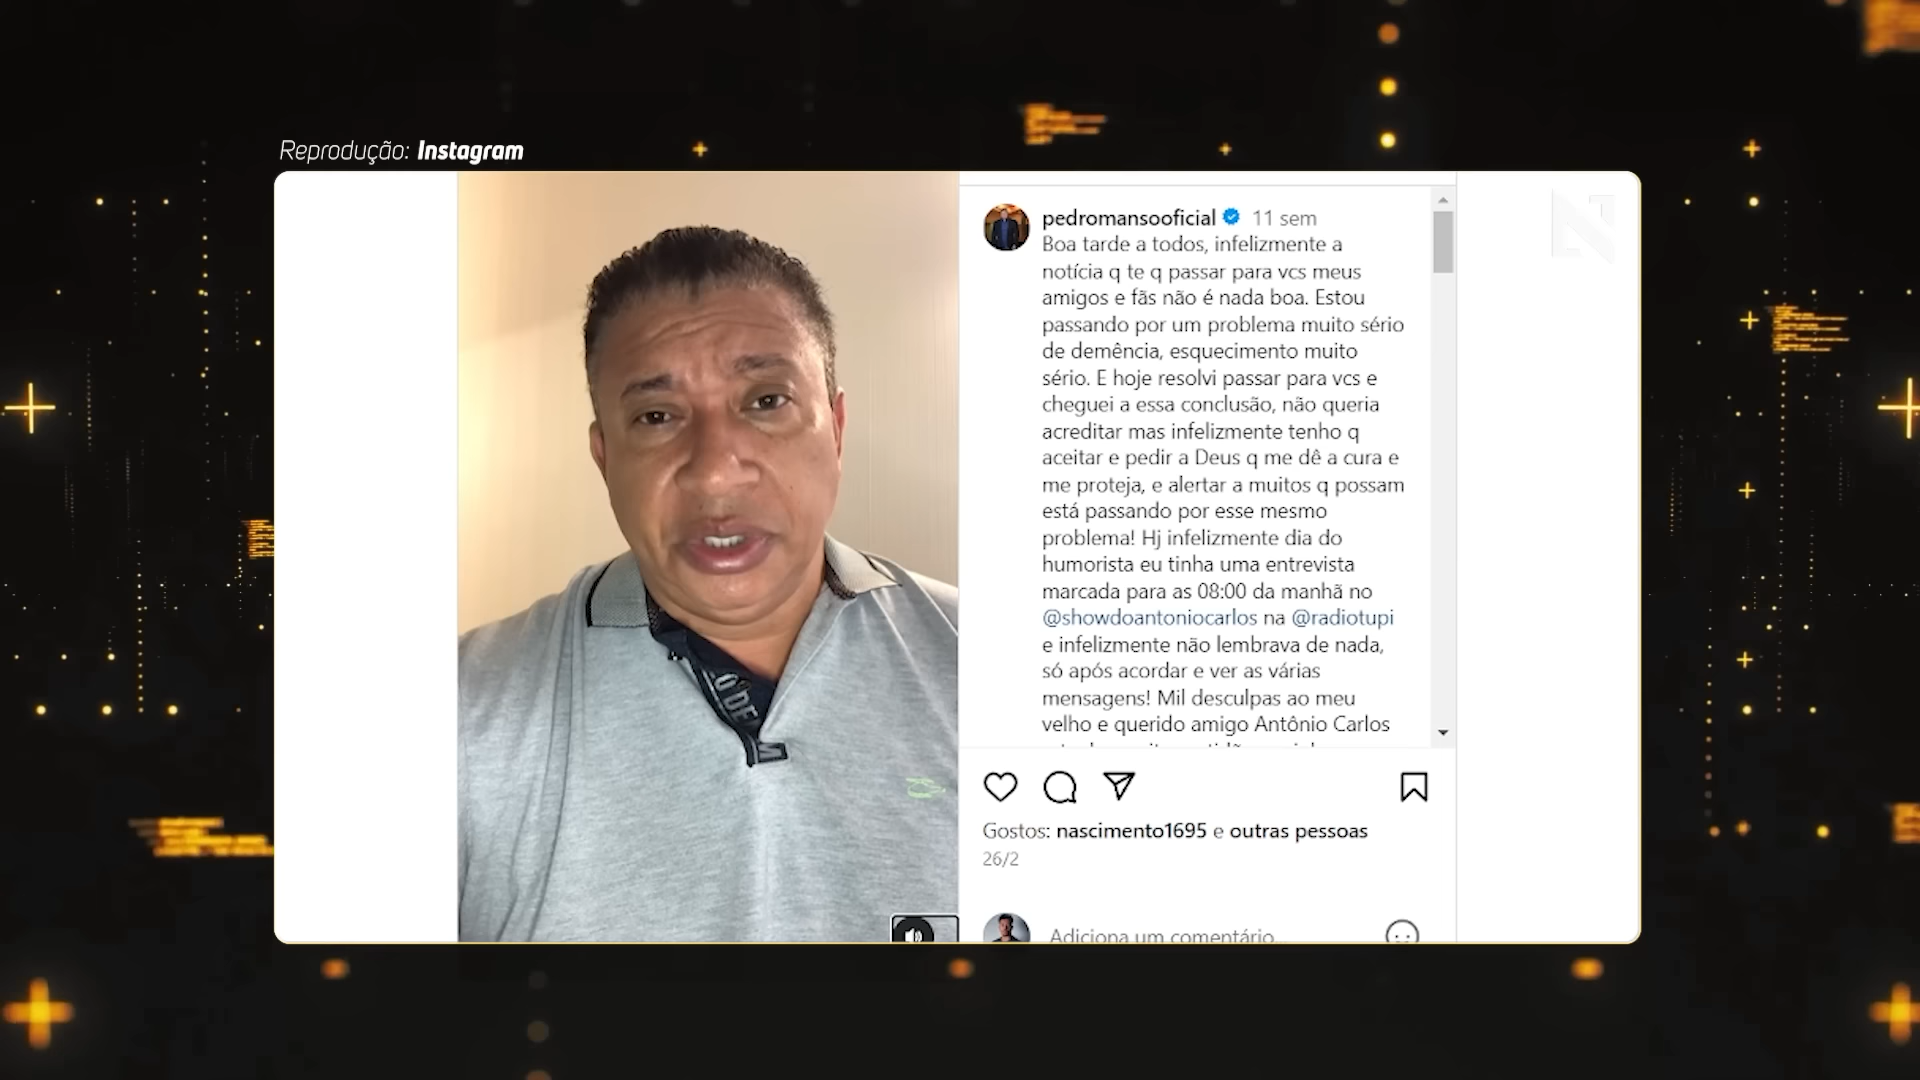 Reprodução: Instagram
pedromansooficial 11 sem
Boa tarde a todos, infelizmente a
notícia q te q passar para vcs meus
amigos e fãs não é nada boa. Estou
passando por um problema muito sério
de demência, esquecimento muito
sério. E hoje resolvi passar para vcs e
cheguei a essa conclusão, não queria
acreditar mas infelizmente tenho q
aceitar e pedir a Deus q me dê a cura e
me proteja, e alertar a muitos q possam
está passando por esse mesmo
problema! Hj infelizmente dia do
humorista eu tinha uma entrevista
marcada para as 08:00 da manhã no
@showdoantoniocarlos na @radiotupi
e infelizmente não lembrava de nada,
só após acordar e ver as várias
mensagens! Mil desculpas ao meu
velho e querido amigo Antônio Carlos
Gostos: nascimento1695 e outras pessoas
26/2
Adiciona um comentário...